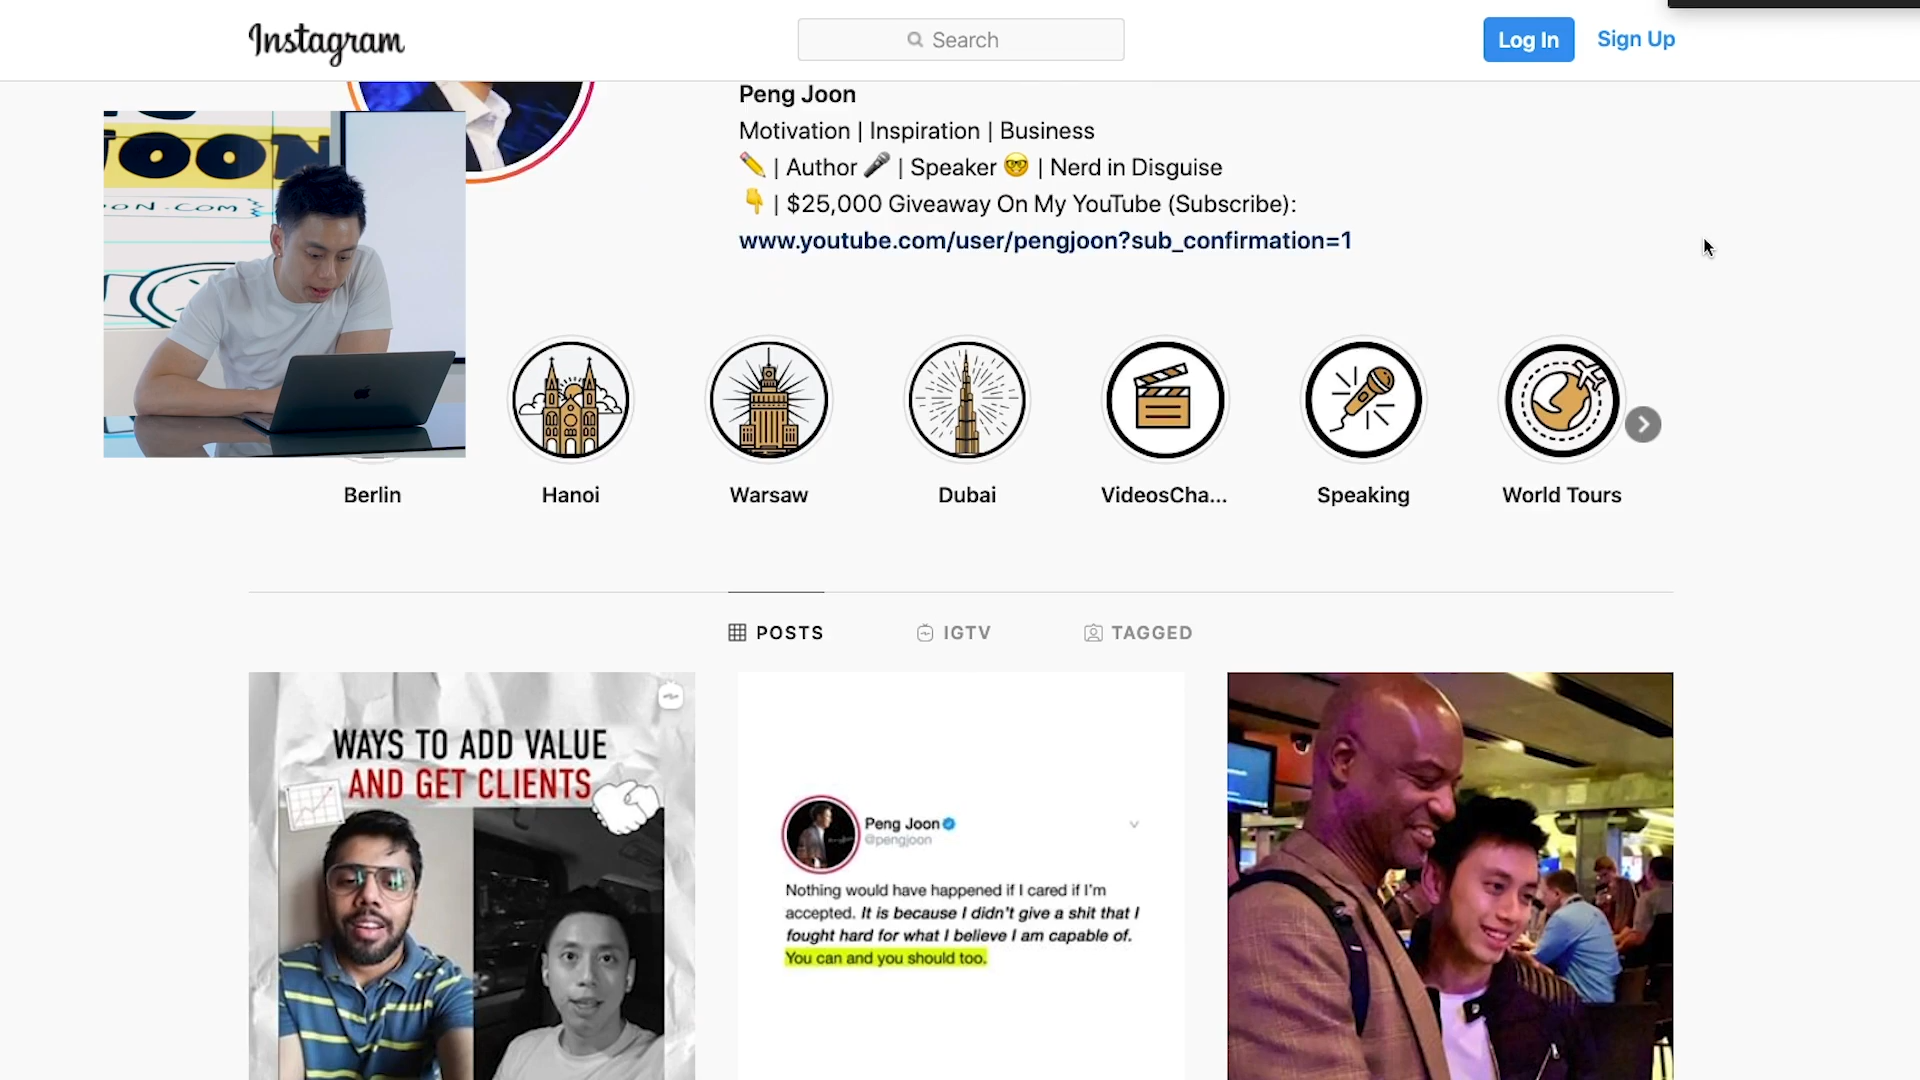 Instagram
Search
Log In
Sign Up
Peng Joon
Motivation | Inspiration | Business
✏️ | Author 🎤 | Speaker 🤓 | Nerd in Disguise
👇 | $25,000 Giveaway On My YouTube (Subscribe):
www.youtube.com/user/pengjoon?sub_confirmation=1
JOON
OON.COM
Berlin
Hanoi
Warsaw
Dubai
VideosCha...
Speaking
World Tours
POSTS
IGTV
TAGGED
WAYS TO ADD VALUE
AND GET CLIENTS
Peng Joon
@pengjoon
Nothing would have happened if I cared if I'm
accepted. It is because I didn't give a shit that I
fought hard for what I believe I am capable of.
You can and you should too.